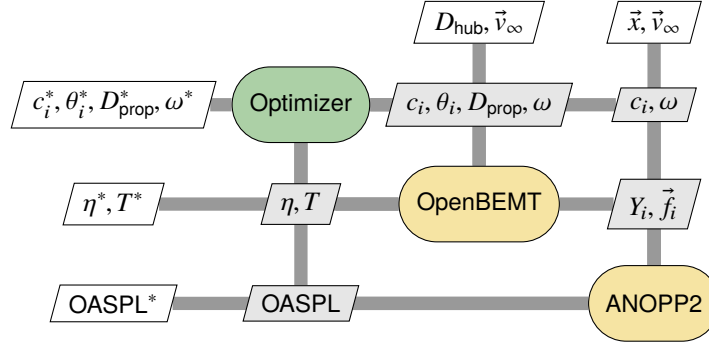 D_hub, v⃗_∞
x⃗, v⃗_∞
c_i^*, θ_i^*, D_prop^*, ω^*
Optimizer
c_i, θ_i, D_prop, ω
c_i, ω
η^*, T^*
η, T
OpenBEMT
Y_i, f⃗_i
OASPL^*
OASPL
ANOPP2